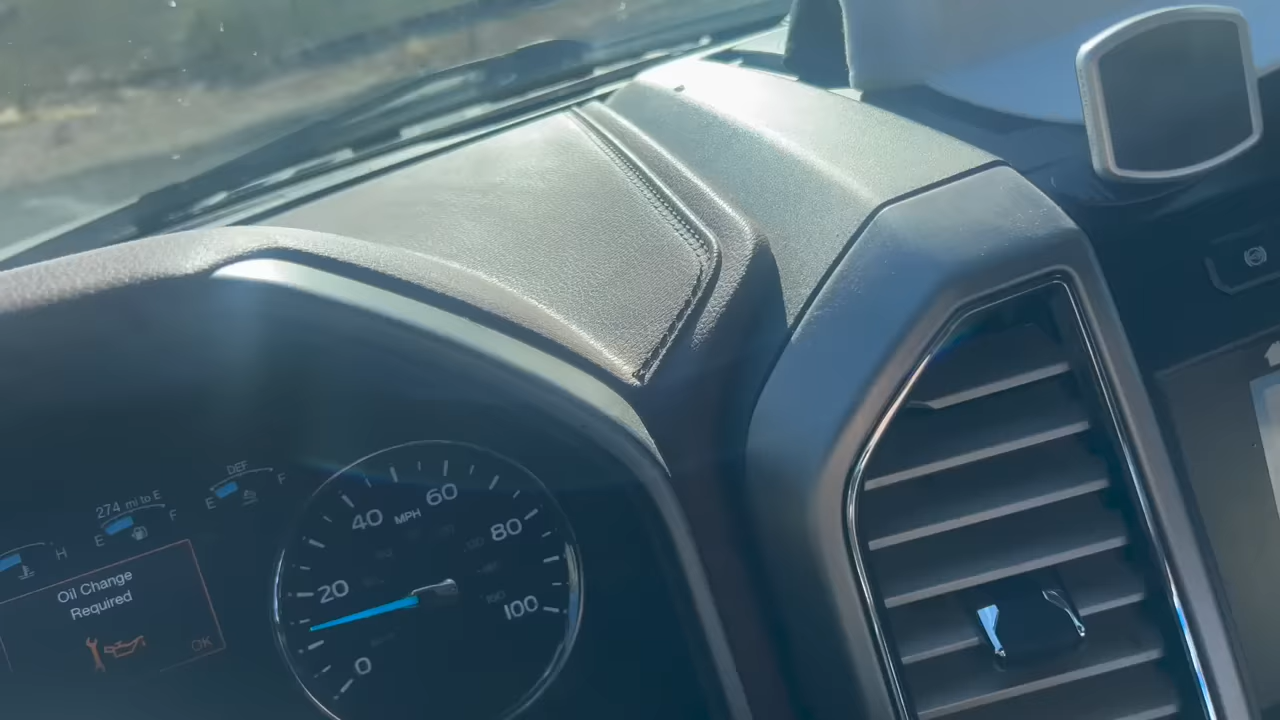 DEF
E F
274 mi to E
E F
H
Oil Change
Required
OK
0
20
40
60
80
100
MPH